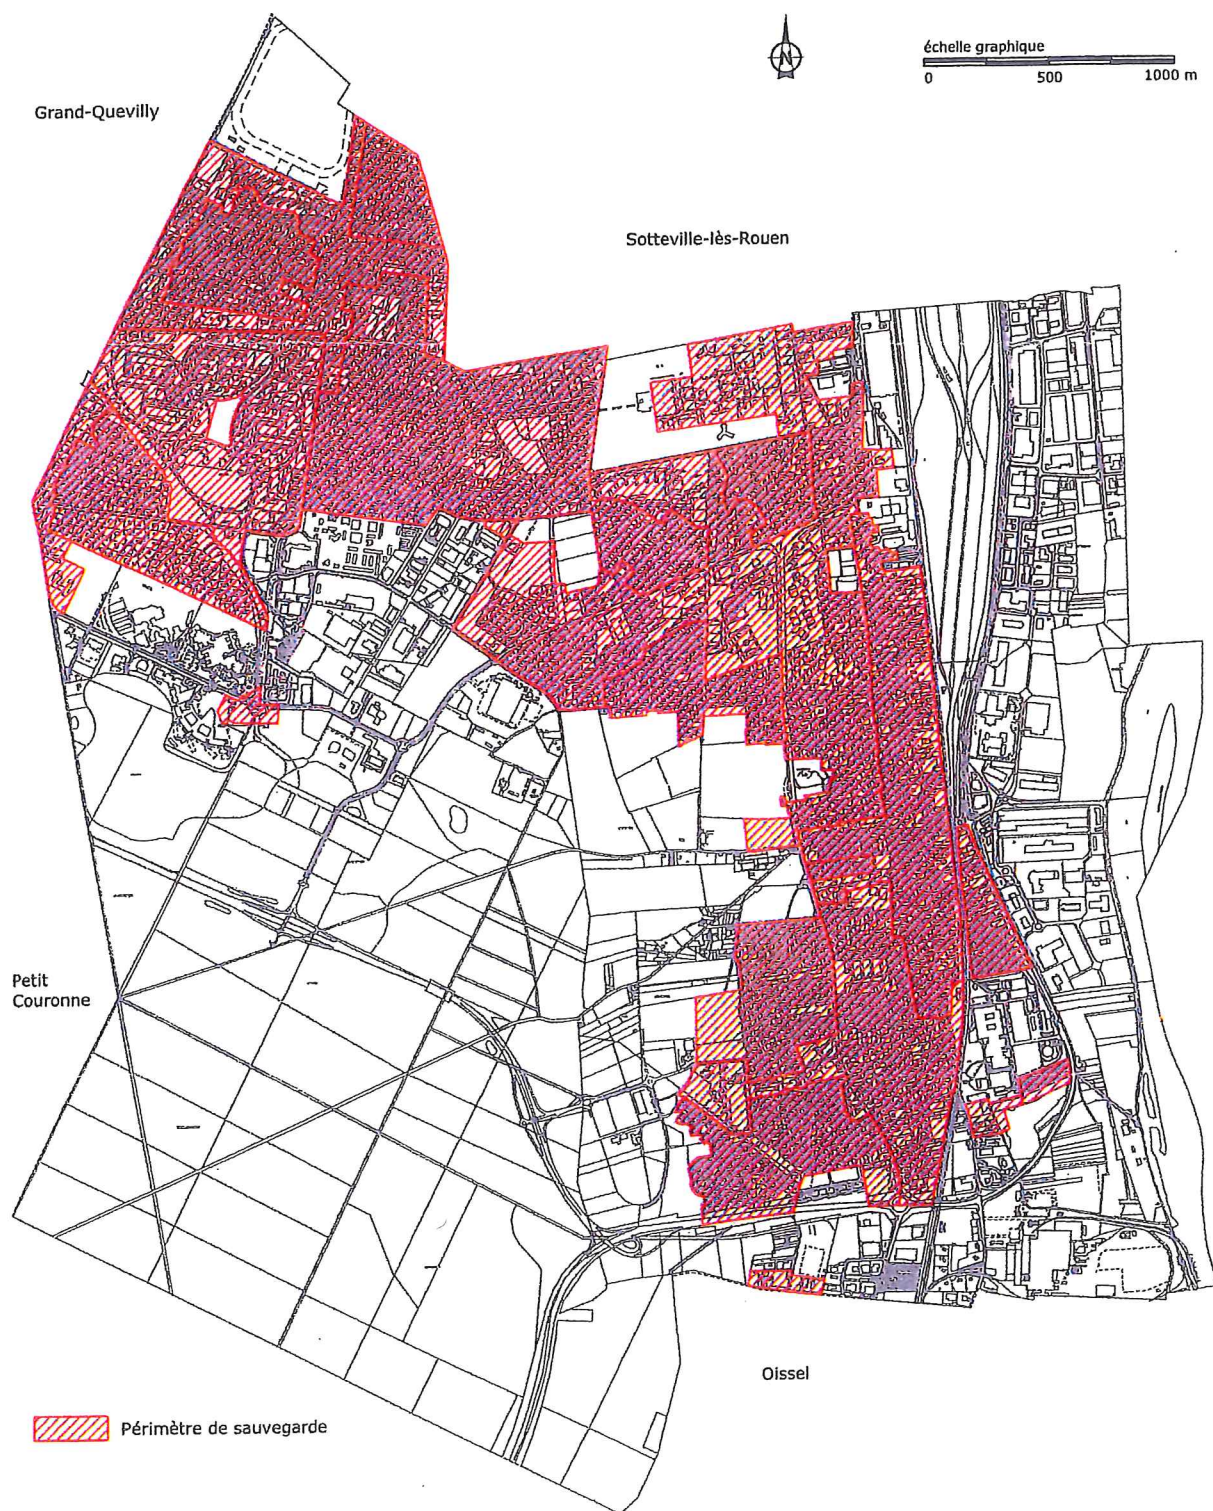 échelle graphique
0 500 1000 m
N
Grand-Quevilly
Sotteville-lès-Rouen
Petit
Couronne
Oissel
Périmètre de sauvegarde